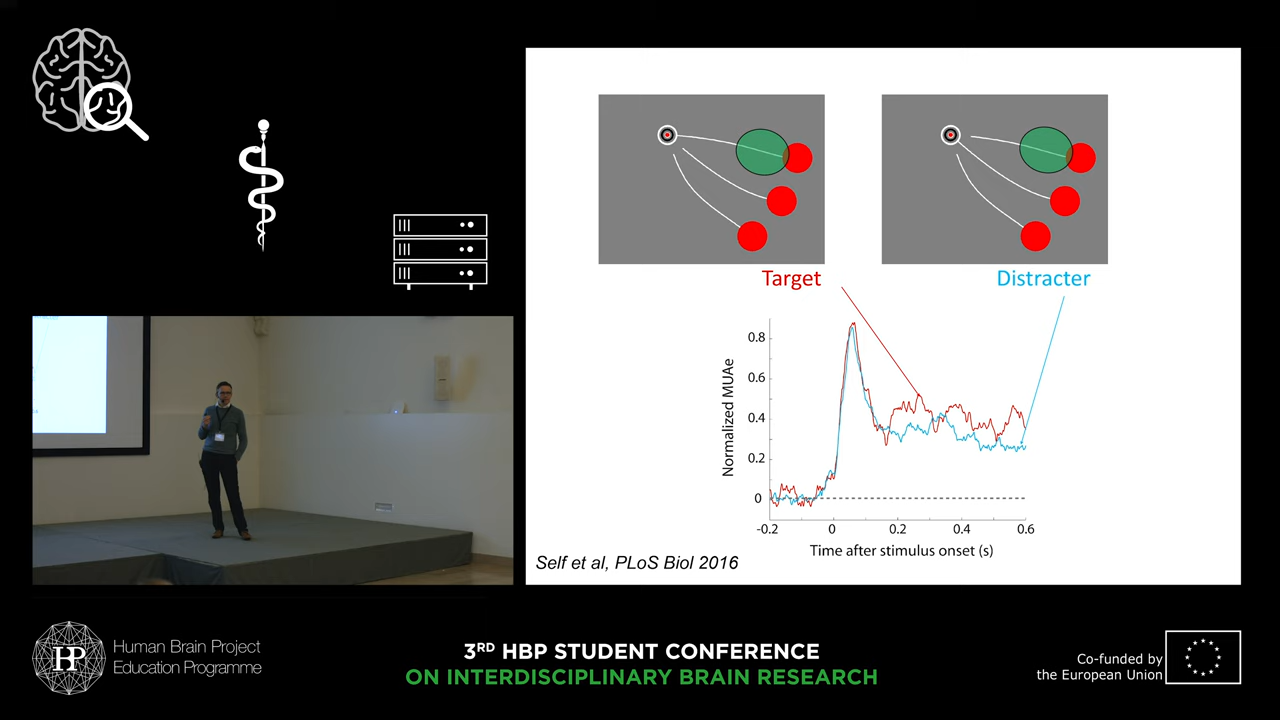 Target
Distracter
Normalized MUAe
0.8
0.6
0.4
0.2
0
-0.2
0
0.2
0.4
0.6
Time after stimulus onset (s)
Self et al, PLoS Biol 2016
HP
Human Brain Project
Education Programme
3RD HBP STUDENT CONFERENCE
ON INTERDISCIPLINARY BRAIN RESEARCH
Co-funded by
the European Union